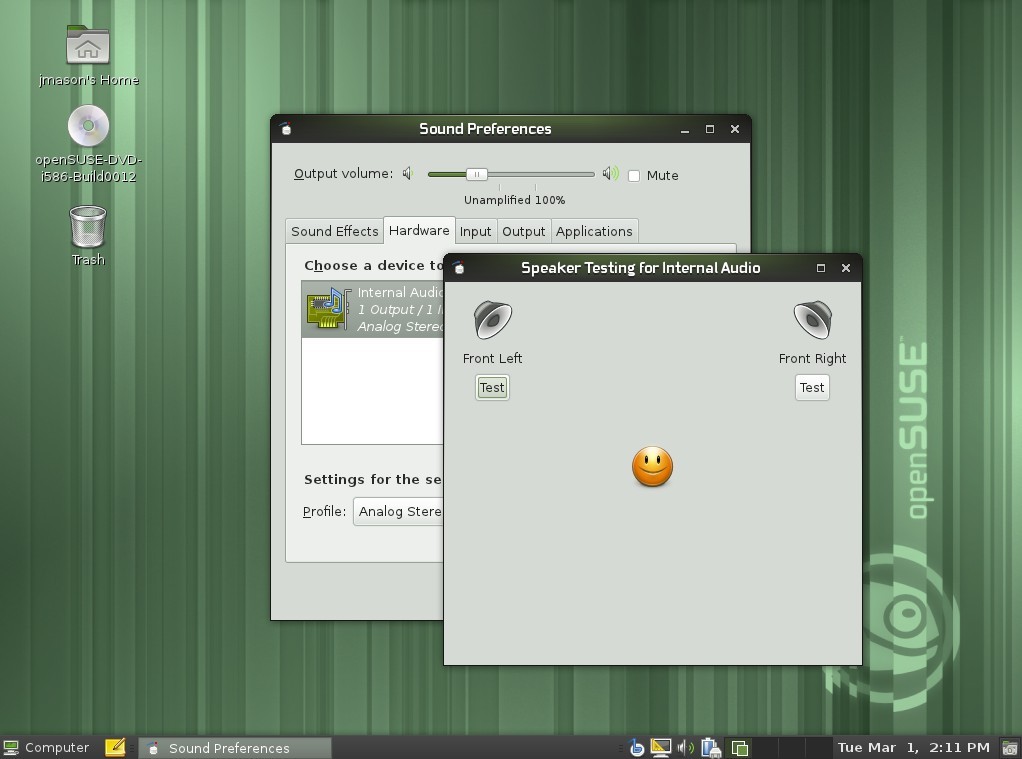 jmason's Home
openSUSE-DVD-
i586-Build0012
Trash
Sound Preferences
Output volume:
Mute
Unamplified 100%
Sound Effects Hardware Input Output Applications
Choose a device to
Internal Audio
1 Output / 1
Analog Stereo
Settings for the se
Profile: Analog Stere
Speaker Testing for Internal Audio
Front Left Front Right
Test Test
openSUSE
Computer Sound Preferences Tue Mar 1, 2:11 PM